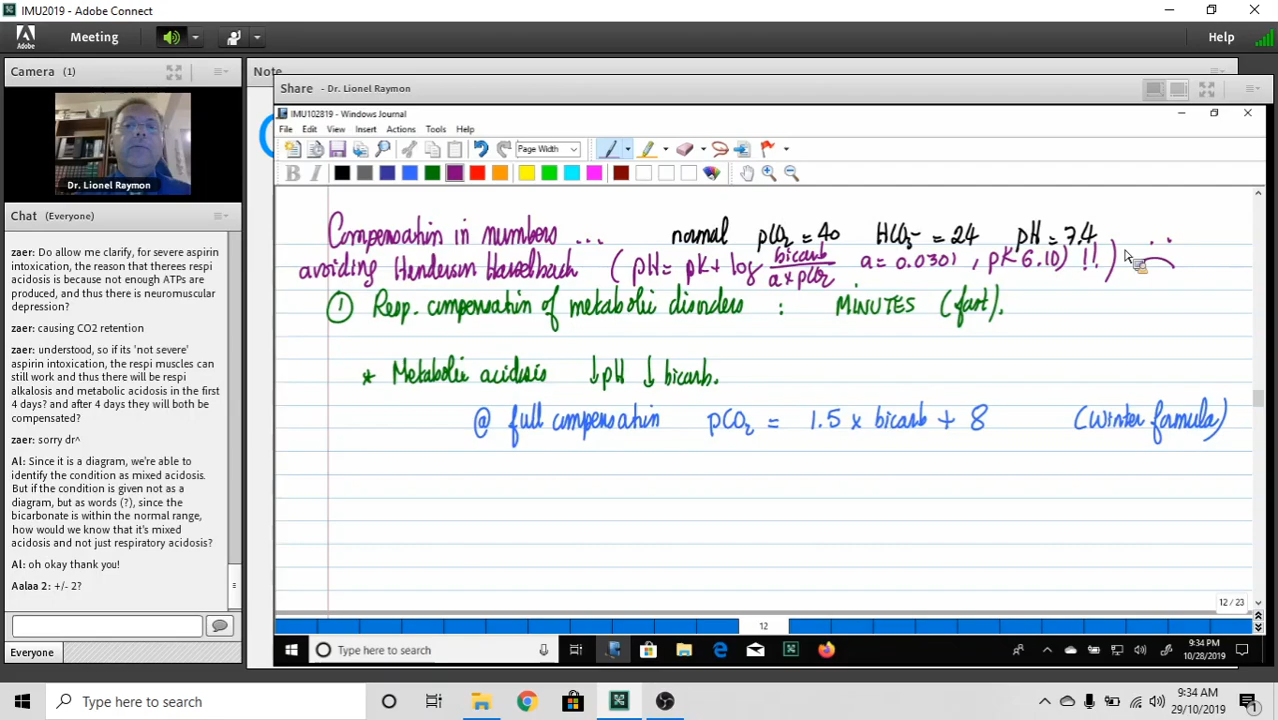 IMU2019 - Adobe Connect
Adobe
Meeting
Help
Camera (1)
Note
Share - Dr. Lionel Raymon
Dr. Lionel Raymon
Chat (Everyone)
zaer: Do allow me clarify, for severe aspirin
intoxication, the reason that therees respi
acidosis is because not enough ATPs are
produced, and thus there is neuromuscular
depression?
zaer: causing CO2 retention
zaer: understood, so if its 'not severe'
aspirin intoxication, the respi muscles can
still work and thus there will be respi
alkalosis and metabolic acidosis in the first
4 days? and after 4 days they will both be
compensated?
zaer: sorry dr^
Al: Since it is a diagram, we're able to
identify the condition as mixed acidosis.
But if the condition is given not as a
diagram, but as words (?), since the
bicarbonate is within the normal range,
how would we know that it's mixed
acidosis and not just respiratory acidosis?
Al: oh okay thank you!
Aalaa 2: +/- 2?
Everyone
IMU102819 - Windows Journal
File Edit View Insert Actions Tools Help
Page Width
B I
Compensation in numbers ... normal pCO₂ = 40 HCO₃⁻ = 24 pH = 7.4
avoiding Henderson Hasselbach ( pH = pK + log bicarb / a x pCO₂ a = 0.0301 , pK 6.10) !! )
① Resp. compensation of metabolic disorders : MINUTES (fast).
* Metabolic acidosis ↓pH ↓ bicarb.
@ full compensation pCO₂ = 1.5 x bicarb + 8 (Winter formula)
12 / 23
12
Type here to search
9:34 PM
10/28/2019
Type here to search
9:34 AM
29/10/2019
1